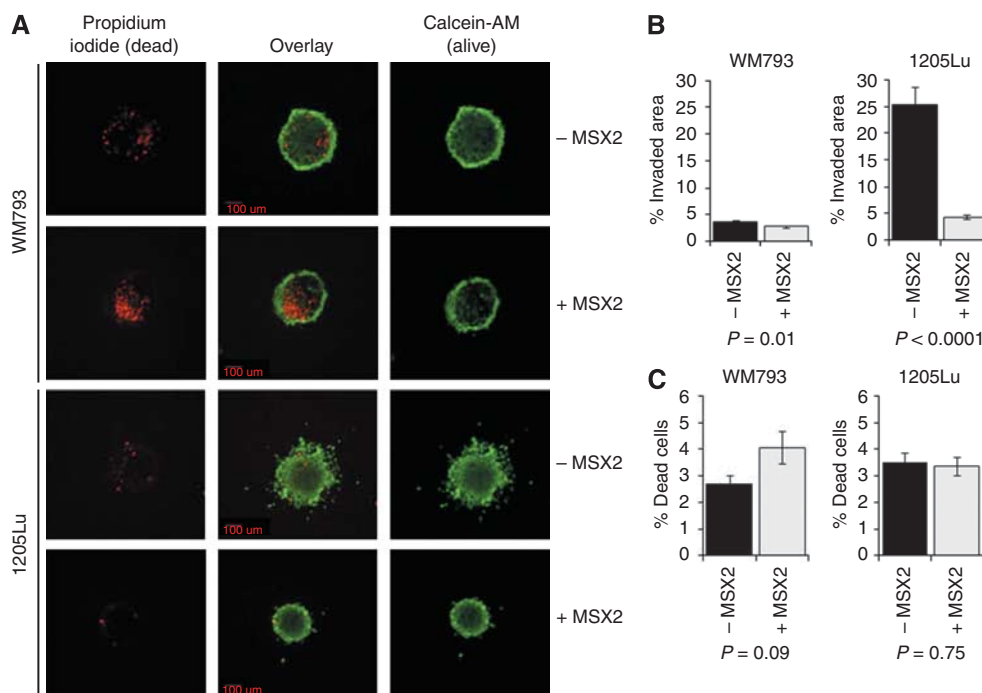 A
Propidium
iodide (dead)
Overlay
Calcein-AM
(alive)
WM793
100 um
– MSX2
100 um
+ MSX2
1205Lu
100 um
– MSX2
100 um
+ MSX2
B
WM793
% Invaded area
30
25
20
15
10
5
0
– MSX2
+ MSX2
P = 0.01
1205Lu
% Invaded area
30
25
20
15
10
5
0
– MSX2
+ MSX2
P < 0.0001
C
WM793
% Dead cells
6
5
4
3
2
1
0
– MSX2
+ MSX2
P = 0.09
1205Lu
% Dead cells
6
5
4
3
2
1
0
– MSX2
+ MSX2
P = 0.75